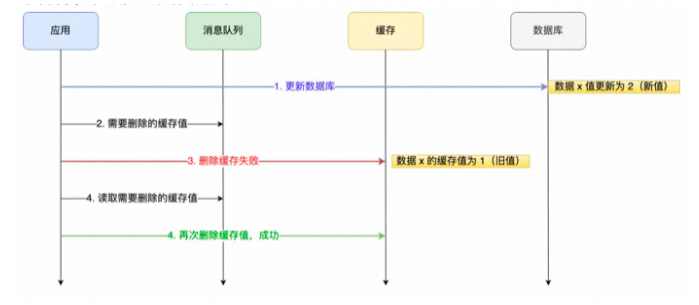 应用
消息队列
缓存
数据库
1. 更新数据库
数据 x 值更新为 2（新值）
2. 需要删除的缓存值
3. 删除缓存失败
数据 x 的缓存值为 1（旧值）
4. 读取需要删除的缓存值
4. 再次删除缓存值，成功